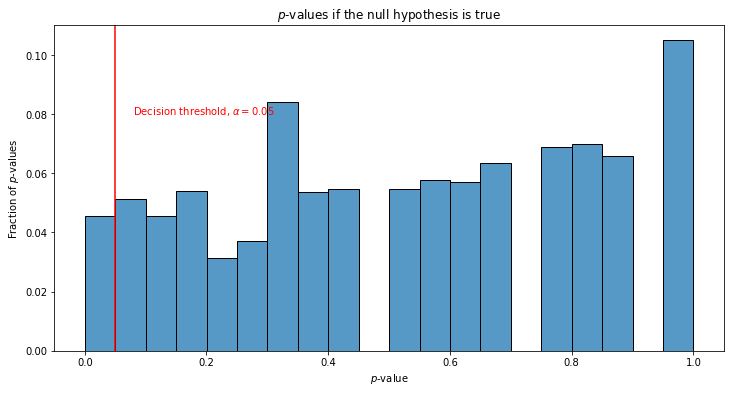 p-values if the null hypothesis is true
0.10
0.08
0.06
0.04
0.02
0.00
Fraction of p-values
Decision threshold, α = 0.05
0.0 0.2 0.4 0.6 0.8 1.0
p-value